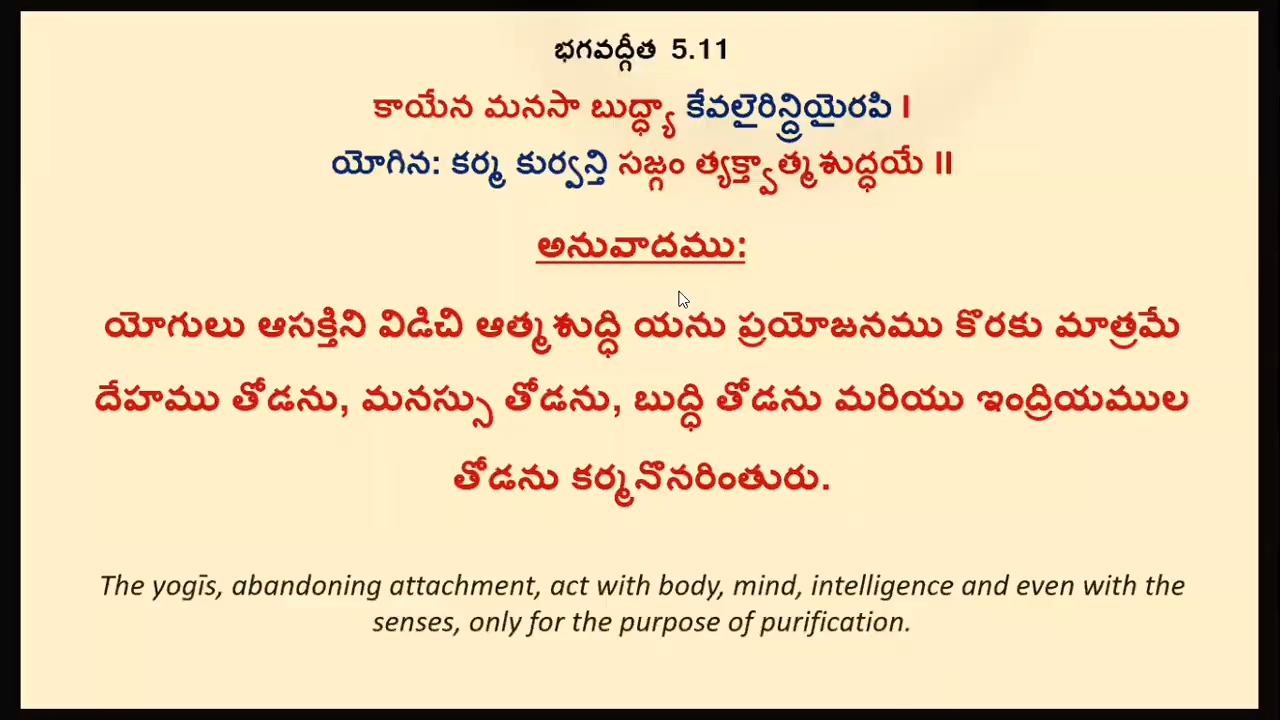 భగవద్గీత 5.11
కాయేన మనసా బుద్ధ్యా కేవలైరిన్ద్రియైరపి I
యోగిన: కర్మ కుర్వన్తి సఙ్గం త్యక్త్వాత్మశుద్ధయే II
అనువాదము:
యోగులు ఆసక్తిని విడిచి ఆత్మశుద్ధి యను ప్రయోజనము కొరకు మాత్రమే
దేహము తోడను, మనస్సు తోడను, బుద్ధి తోడను మరియు ఇంద్రియముల
తోడను కర్మనొనరింతురు.
The yogīs, abandoning attachment, act with body, mind, intelligence and even with the
senses, only for the purpose of purification.